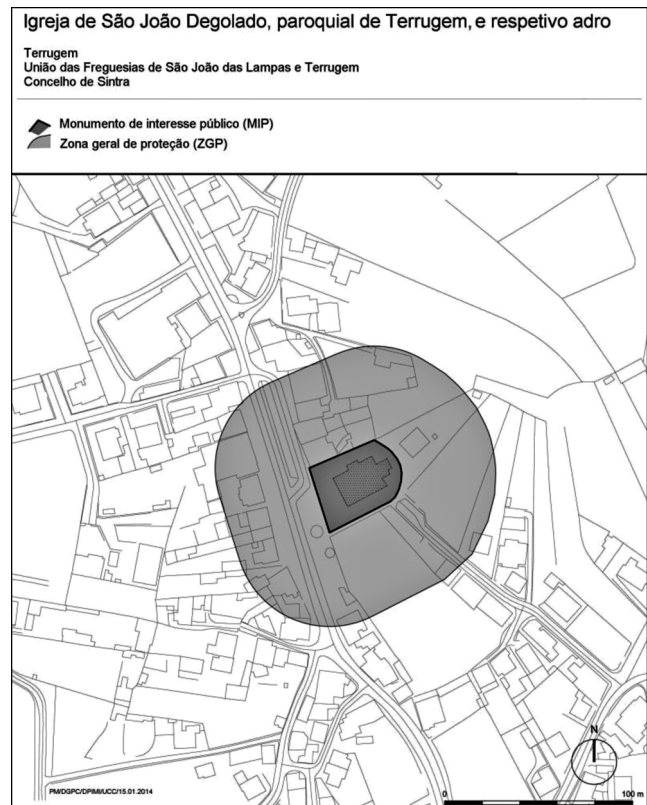 Igreja de São João Degolado, paroquial de Terrugem, e respetivo adro
Terrugem
União das Freguesias de São João das Lampas e Terrugem
Concelho de Sintra
Monumento de interesse público (MIP)
Zona geral de proteção (ZGP)
N
PM/DGPC/DPIMI/UCC/15.01.2014
0
100 m